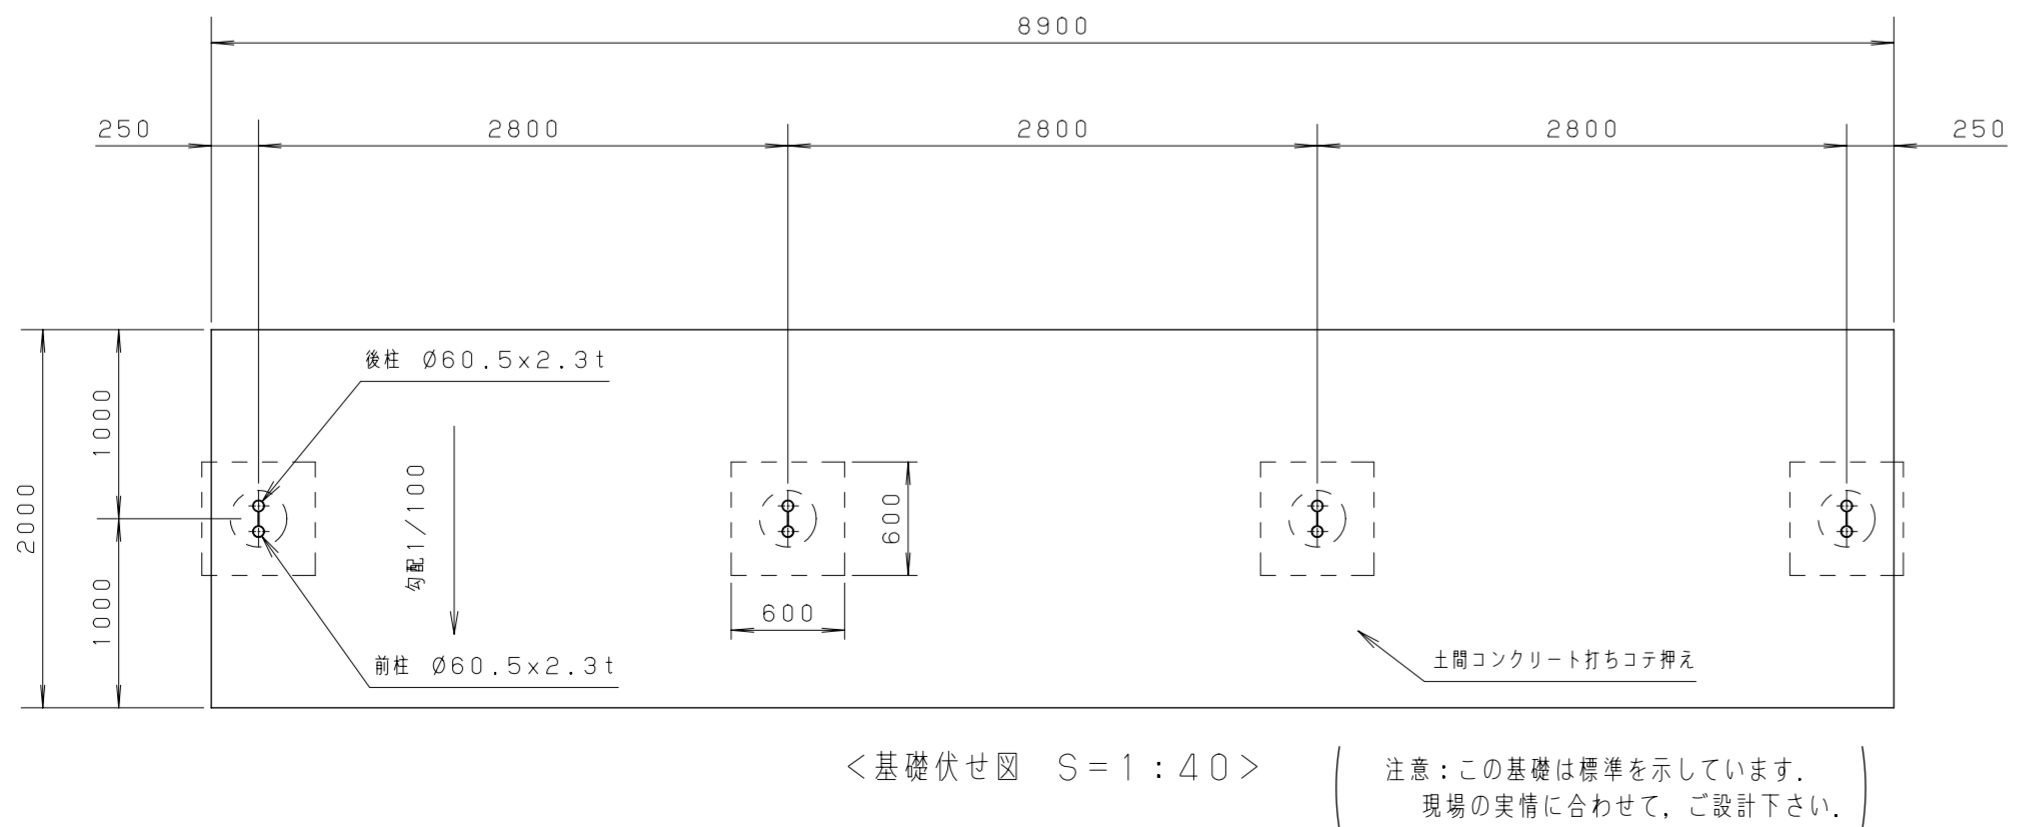 8900
250
2800
2800
2800
250
後柱 Ø60.5x2.3t
1000
2000
勾配1/100
600
1000
600
前柱 Ø60.5x2.3t
土間コンクリート打ちコテ押え
<基礎伏せ図 S=1:40>
注意:この基礎は標準を示しています.
現場の実情に合わせて, ご設計下さい.